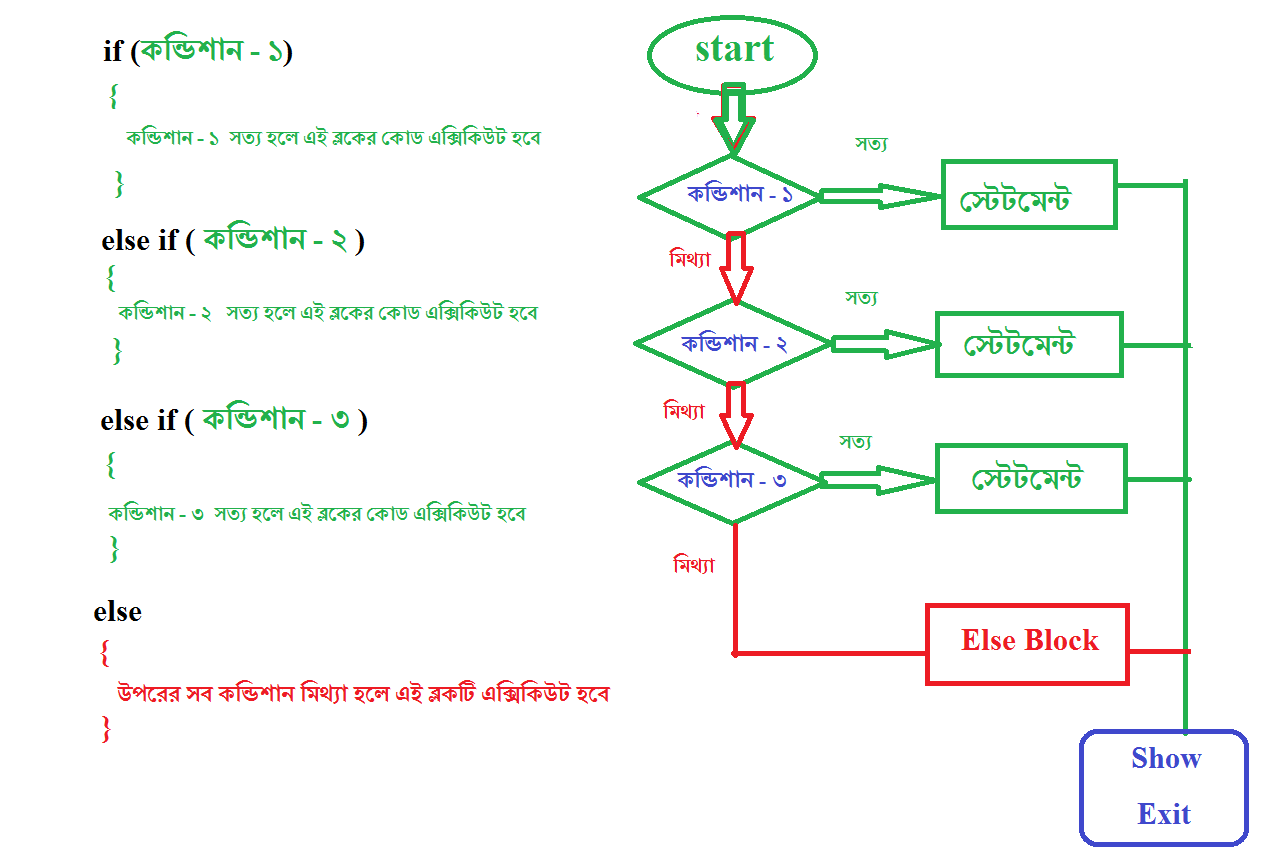 if (কন্ডিশান - ১)
{
কন্ডিশান - ১ সত্য হলে এই ব্লকের কোড এক্সিকিউট হবে
}
else if ( কন্ডিশান - ২ )
{
কন্ডিশান - ২ সত্য হলে এই ব্লকের কোড এক্সিকিউট হবে
}
else if ( কন্ডিশান - ৩ )
{
কন্ডিশান - ৩ সত্য হলে এই ব্লকের কোড এক্সিকিউট হবে
}
else
{
উপরের সব কন্ডিশান মিথ্যা হলে এই ব্লকটি এক্সিকিউট হবে
}
start
কন্ডিশান - ১
সত্য
স্টেটমেন্ট
মিথ্যা
কন্ডিশান - ২
সত্য
স্টেটমেন্ট
মিথ্যা
কন্ডিশান - ৩
সত্য
স্টেটমেন্ট
মিথ্যা
Else Block
Show
Exit